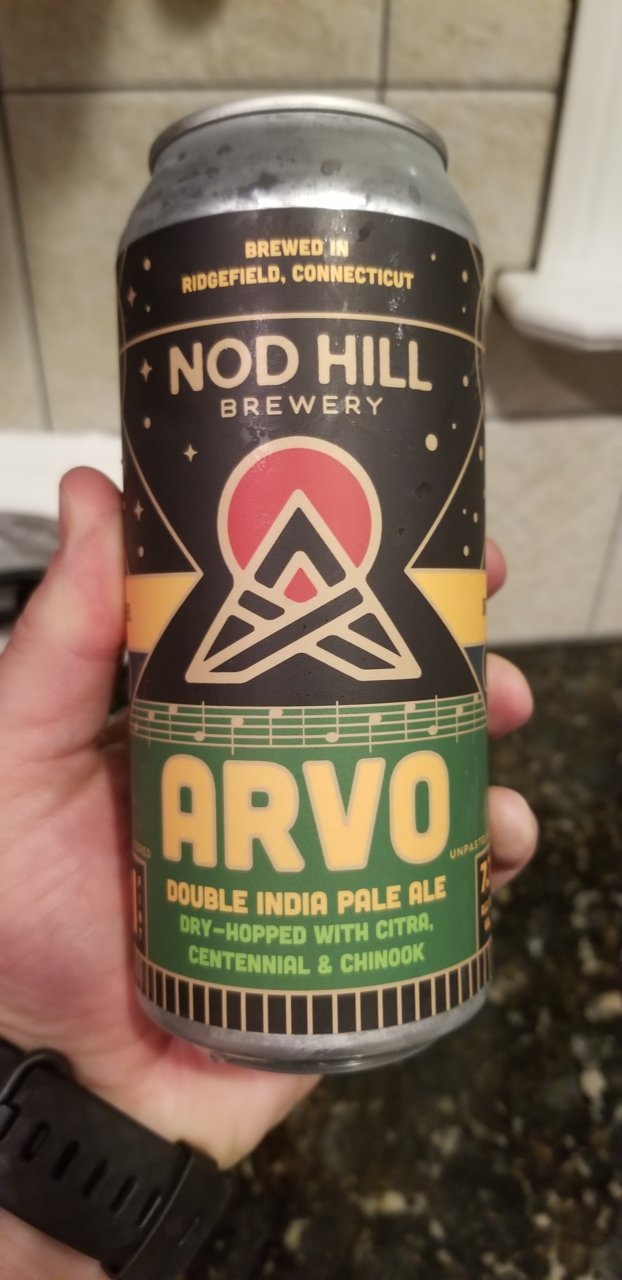 BREWED IN
RIDGEFIELD, CONNECTICUT
NOD HILL
BREWERY
ARVO
DOUBLE INDIA PALE ALE
DRY-HOPPED WITH CITRA,
CENTENNIAL & CHINOOK